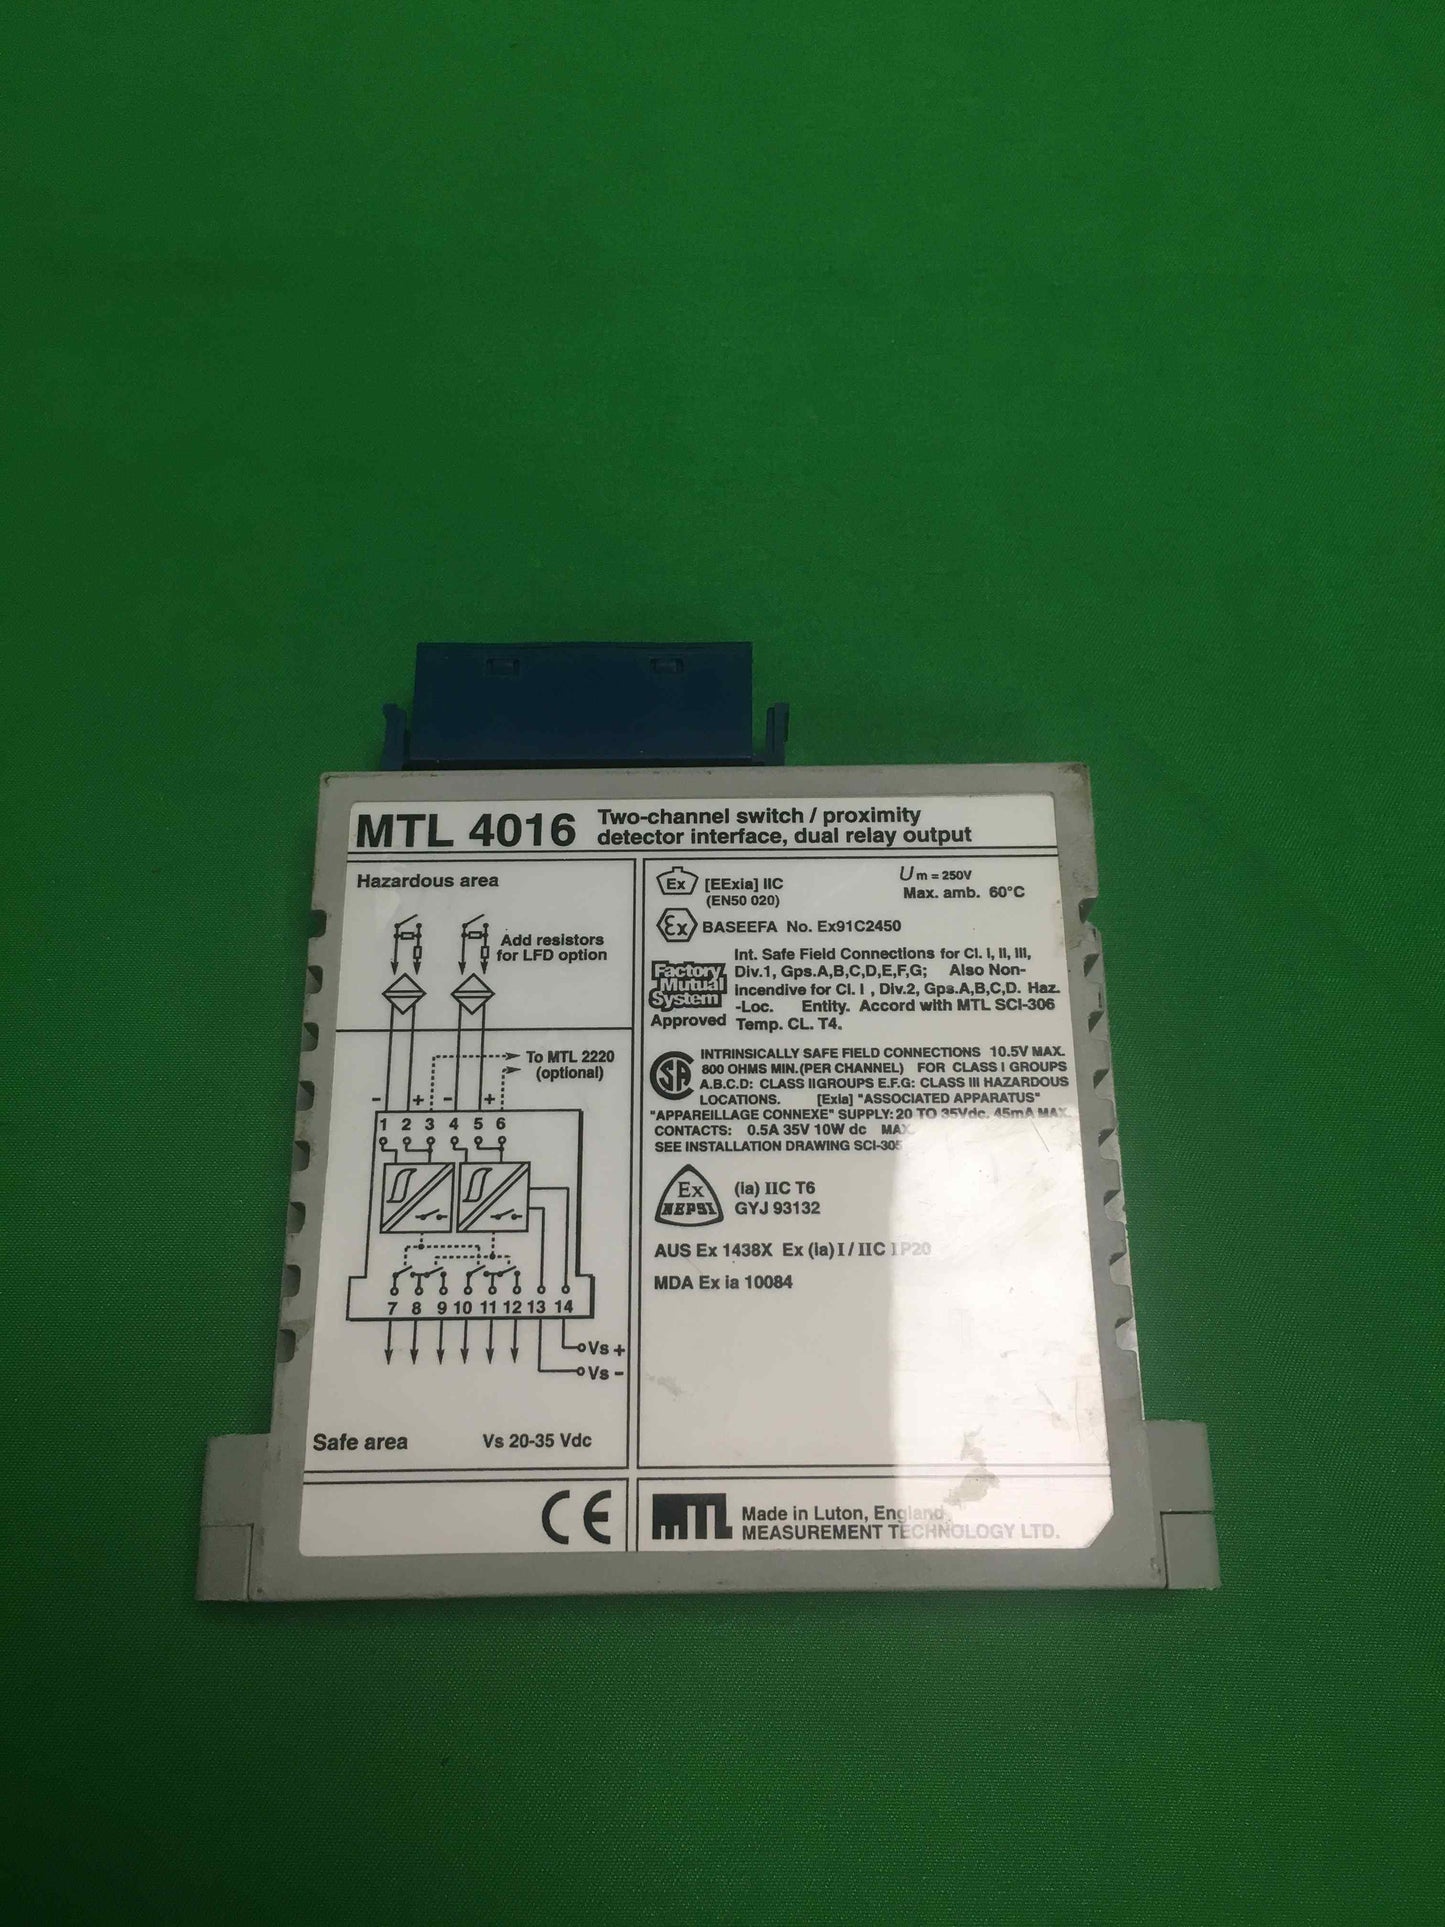 MTL 4016
Two-channel switch / proximity
detector interface, dual relay output
Hazardous area
Add resistors
for LFD option
To MTL 2220
(optional)
- + - +
1 2 3 4 5 6
7 8 9 10 11 12 13 14
Vs +
Vs -
Safe area
Vs 20-35 Vdc
CE
Ex
[EExia] IIC
(EN50 020)
Um = 250V
Max. amb. 60°C
Ex
BASEEFA No. Ex91C2450
Factory
Mutual
System
Approved
Int. Safe Field Connections for Cl. I, II, III,
Div.1, Gps.A,B,C,D,E,F,G; Also Non-
incendive for Cl. I , Div.2, Gps.A,B,C,D. Haz.
-Loc. Entity. Accord with MTL SCI-306
Temp. CL. T4.
SA
INTRINSICALLY SAFE FIELD CONNECTIONS 10.5V MAX.
800 OHMS MIN.(PER CHANNEL) FOR CLASS I GROUPS
A.B.C.D: CLASS IIGROUPS E.F.G: CLASS III HAZARDOUS
LOCATIONS. [Exia] "ASSOCIATED APPARATUS"
"APPAREILLAGE CONNEXE" SUPPLY: 20 TO 35Vdc. 45mA MAX.
CONTACTS: 0.5A 35V 10W dc MAX.
SEE INSTALLATION DRAWING SCI-305
Ex
NEPSI
(ia) IIC T6
GYJ 93132
AUS Ex 1438X Ex (ia) I / IIC IP20
MDA Ex ia 10084
MTL
Made in Luton, England
MEASUREMENT TECHNOLOGY LTD.